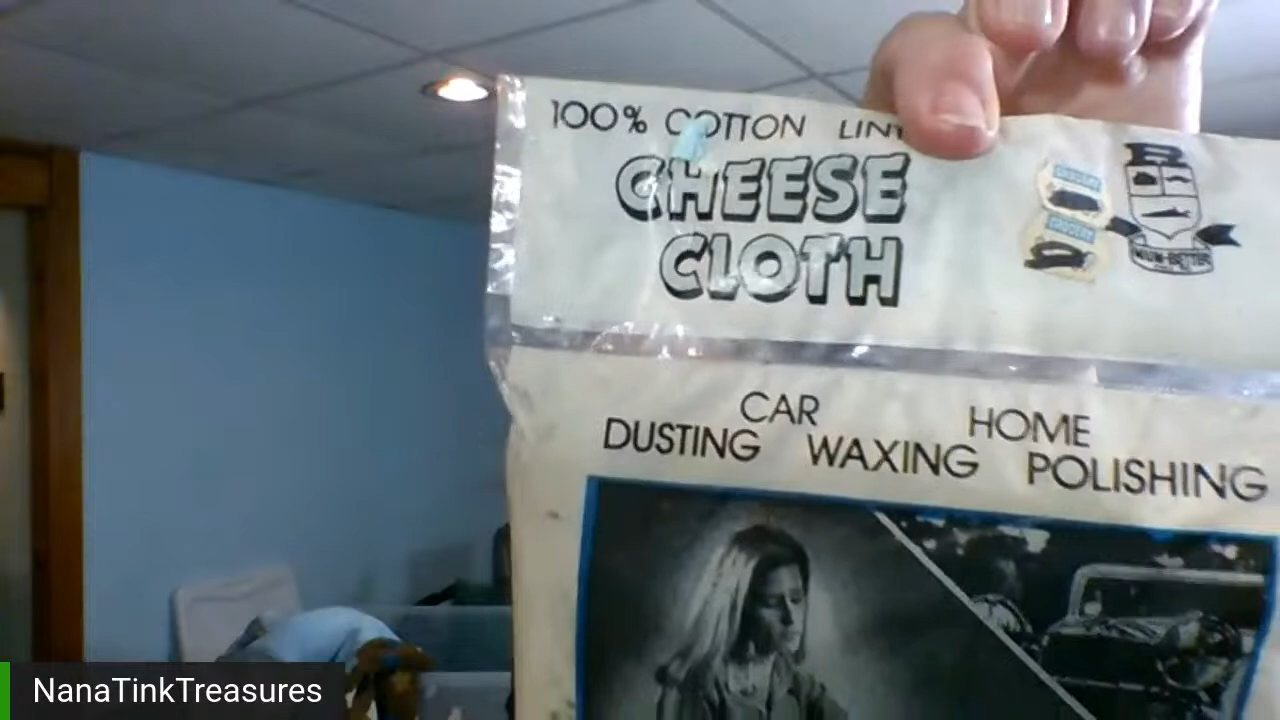 100% COTTON LIN
CHEESE
CLOTH
CAR HOME
DUSTING WAXING POLISHING
NanaTinkTreasures